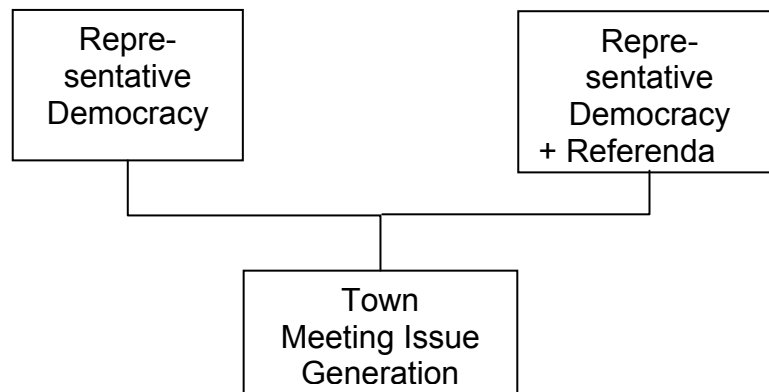 Repre-
sentative
Democracy
Repre-
sentative
Democracy
+ Referenda
Town
Meeting Issue
Generation